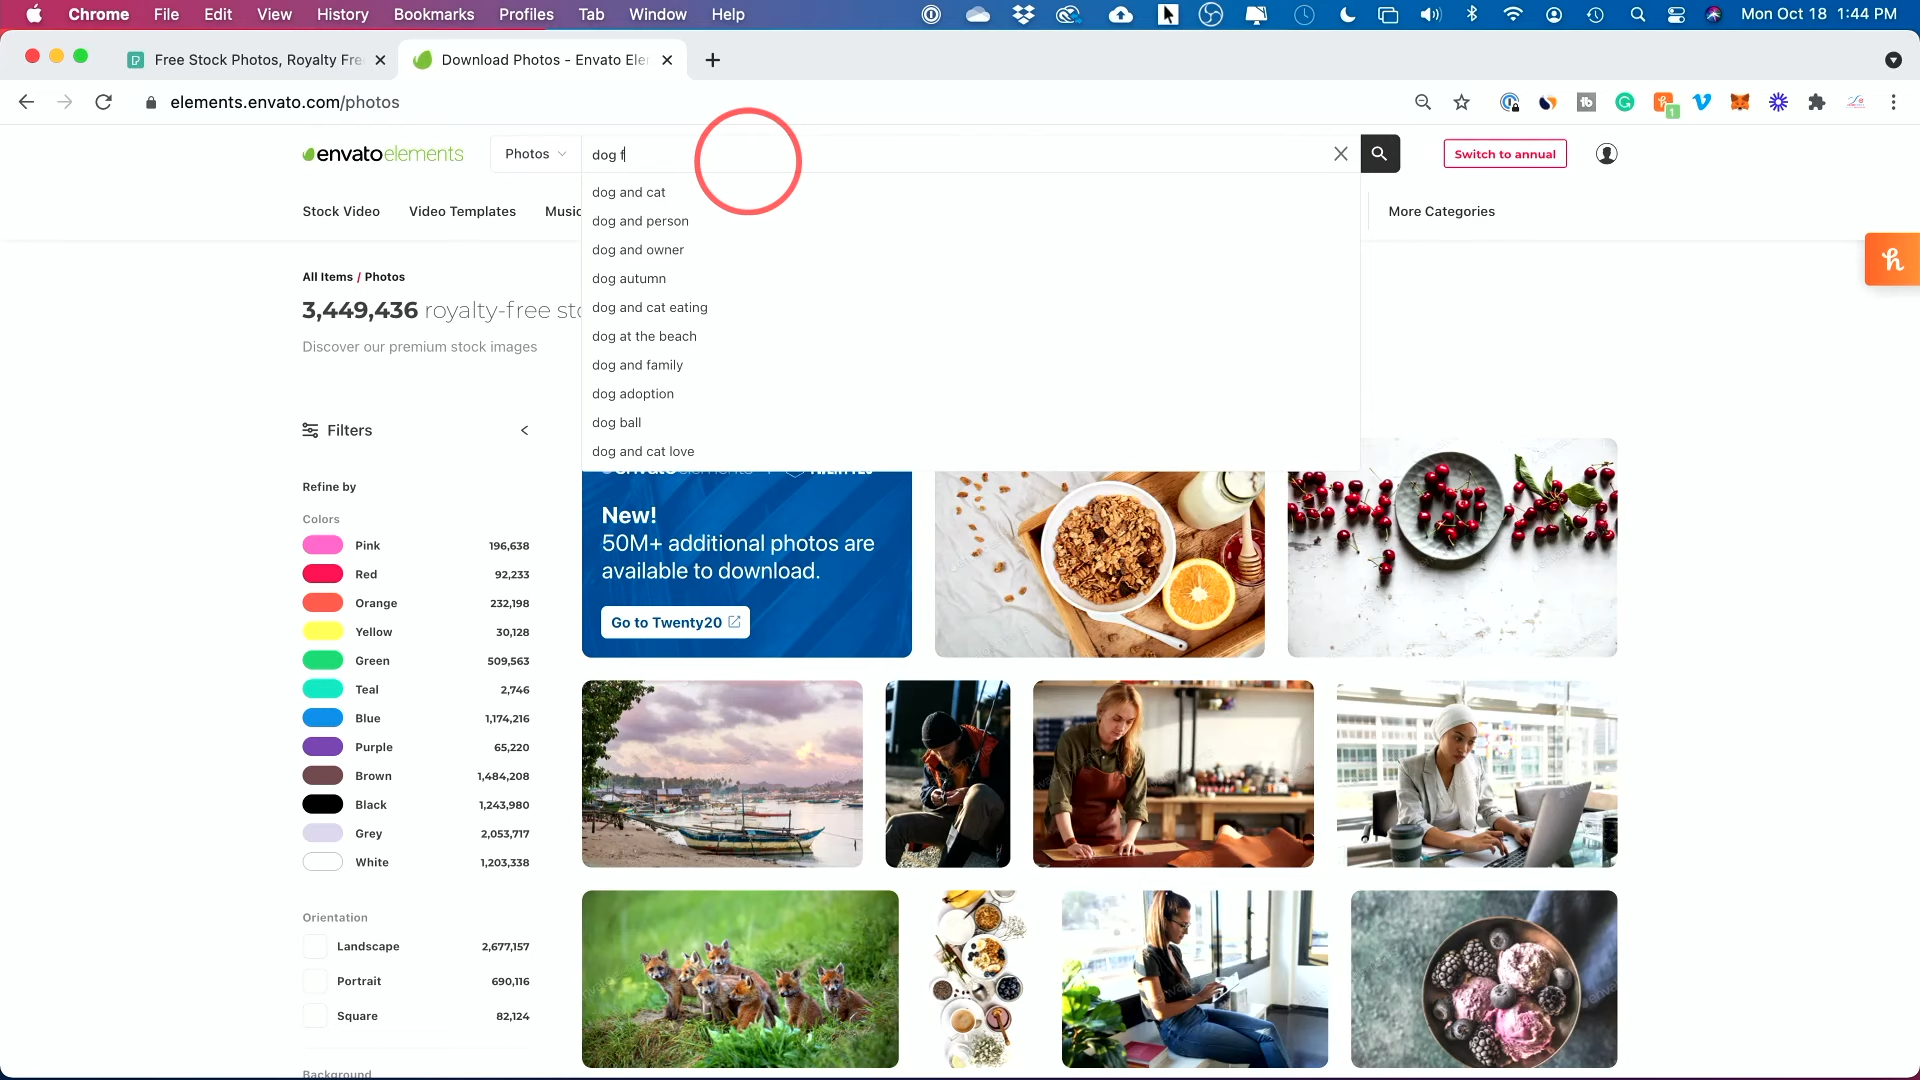 Chrome File Edit View History Bookmarks Profiles Tab Window Help
Mon Oct 18 1:44 PM
Free Stock Photos, Royalty Fre
Download Photos - Envato Ele
elements.envato.com/photos
1
envato elements
Photos
dog f
Switch to annual
Stock Video Video Templates Music
More Categories
dog and cat
dog and person
dog and owner
dog autumn
dog and cat eating
dog at the beach
dog and family
dog adoption
dog ball
dog and cat love
All Items / Photos
3,449,436 royalty-free sto
Discover our premium stock images
Filters
Refine by
Colors
Pink 196,638
Red 92,233
Orange 232,198
Yellow 30,128
Green 509,563
Teal 2,746
Blue 1,174,216
Purple 65,220
Brown 1,484,208
Black 1,243,980
Grey 2,053,717
White 1,203,338
Orientation
Landscape 2,677,157
Portrait 690,116
Square 82,124
Background
New!
50M+ additional photos are
available to download.
Go to Twenty20